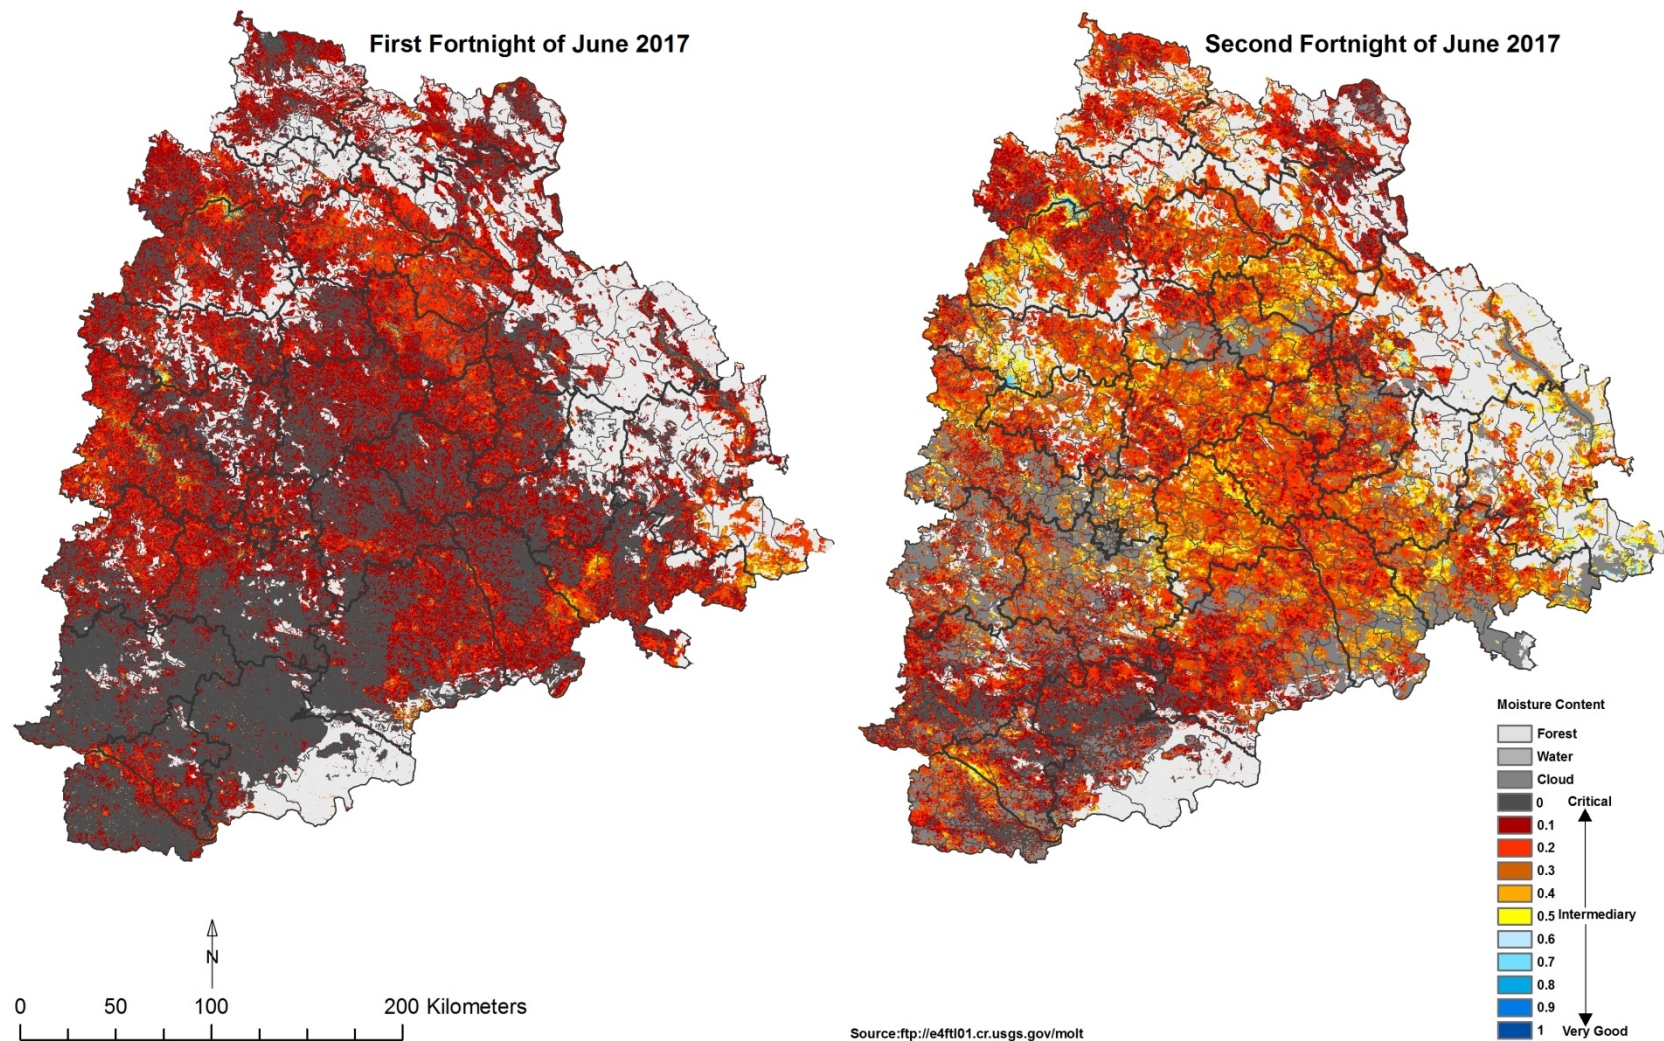 First Fortnight of June 2017
Second Fortnight of June 2017
Moisture Content
Forest
Water
Cloud
0 Critical
0.1
0.2
0.3
0.4
0.5 Intermediary
0.6
0.7
0.8
0.9
1 Very Good
N
0 50 100 200 Kilometers
Source:ftp://e4ftl01.cr.usgs.gov/molt